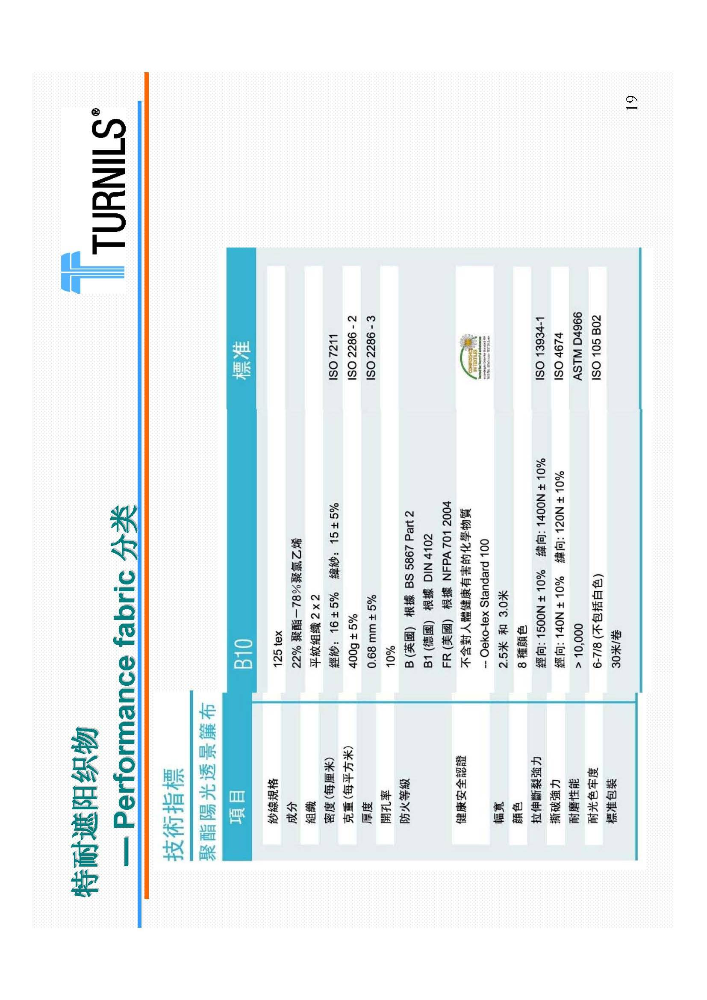 特耐遮阳织物
— Performance fabric 分类
TURNILS®
技術指標
聚酯陽光透景簾布
項目 B10 標准
紗線規格 125 tex
成分 22% 聚酯－78%聚氯乙烯
組織 平紋組織 2 x 2
密度(每厘米) 經紗: 16 ± 5% 緯紗: 15 ± 5% ISO 7211
克重(每平方米) 400g ± 5% ISO 2286 - 2
厚度 0.68 mm ± 5% ISO 2286 - 3
開孔率 10%
防火等級 B (英國) 根據 BS 5867 Part 2
B1 (德國) 根據 DIN 4102
FR (美國) 根據 NFPA 701 2004
健康安全認證 不含對人體健康有害的化學物質
-- Oeko-tex Standard 100
CONFIDENCE
IN TEXTILES
Tested for harmful substances
幅寬 2.5米 和 3.0米
顔色 8 種顔色
拉伸斷裂強力 經向: 1500N ± 10% 緯向: 1400N ± 10% ISO 13934-1
撕破強力 經向: 140N ± 10% 緯向: 120N ± 10% ISO 4674
耐磨性能 > 10,000 ASTM D4966
耐光色牢度 6-7/8 (不包括白色) ISO 105 B02
標准包裝 30米/卷
19